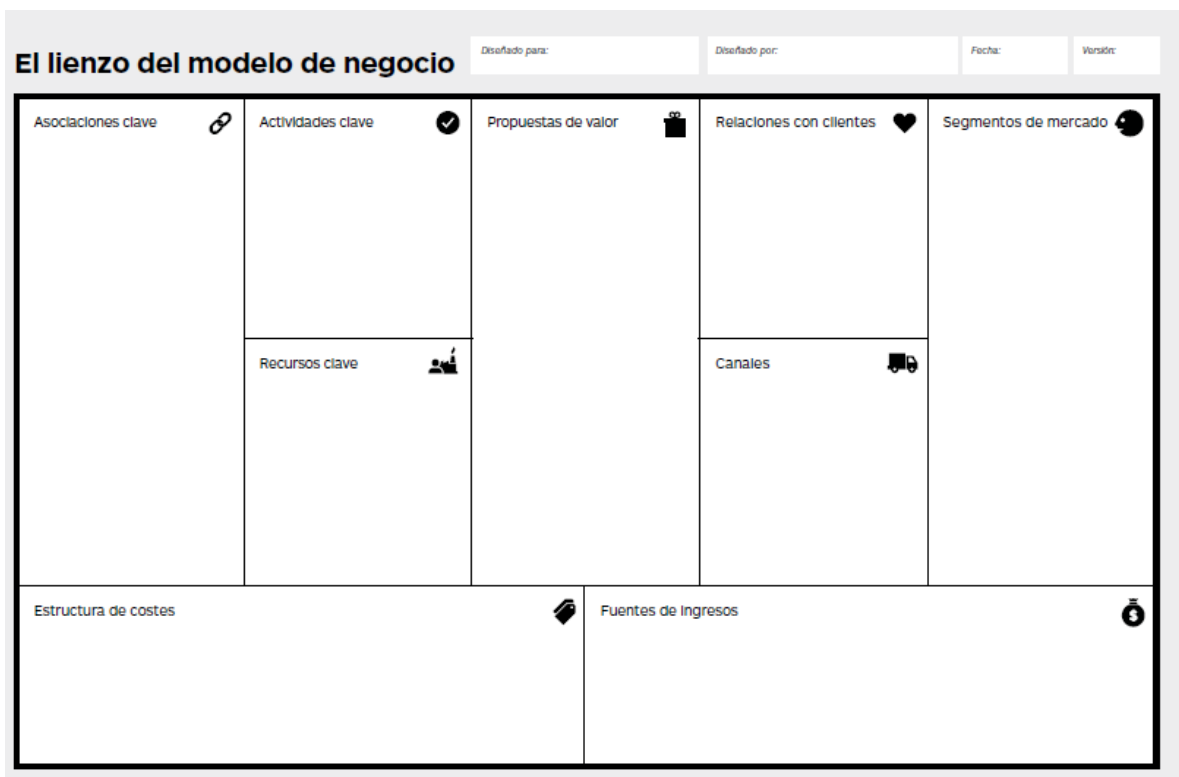 El lienzo del modelo de negocio
Diseñado para:
Diseñado por:
Fecha:
Versión:
Asociaciones clave
Actividades clave
Propuestas de valor
Relaciones con clientes
Segmentos de mercado
Recursos clave
Canales
Estructura de costes
Fuentes de Ingresos
$